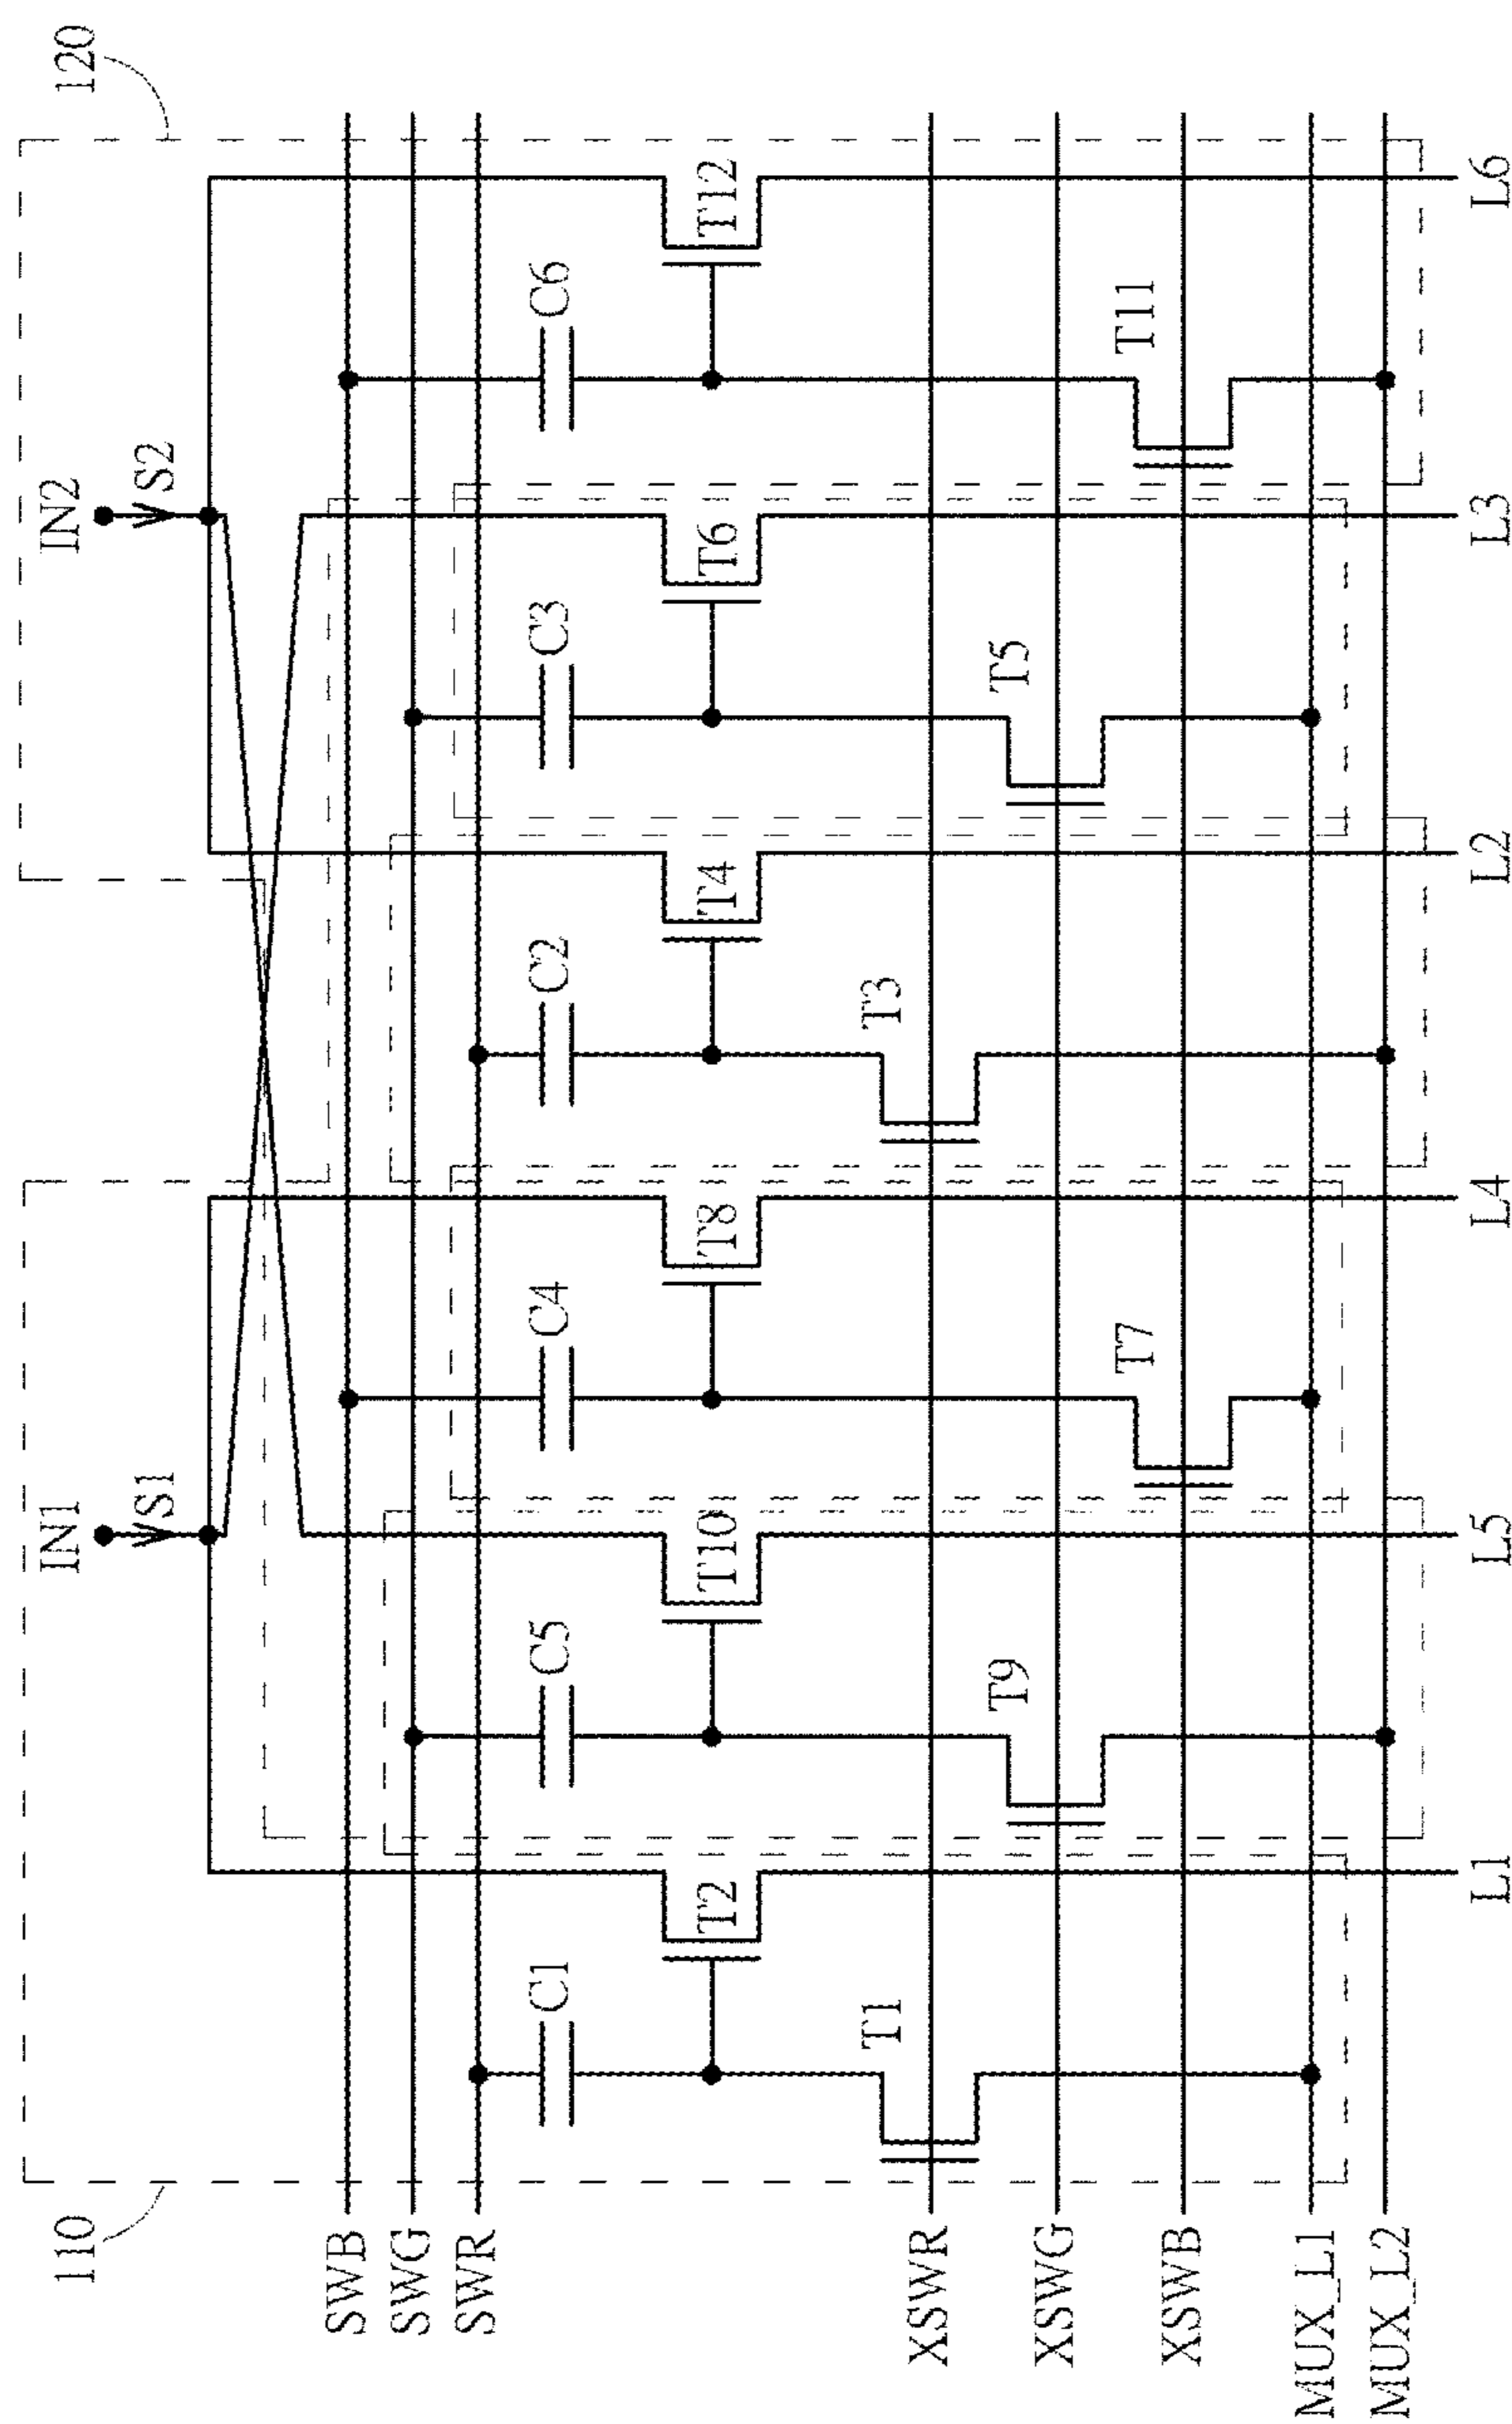 110
120
IN1
IN2
S1
S2
SWB
SWG
SWR
C1
C5
C4
C2
C3
C6
T2
T10
T8
T4
T6
T12
T1
T9
T7
T3
T5
T11
XSWR
XSWG
XSWB
MUX_L1
MUX_L2
L1
L5
L4
L2
L3
L6